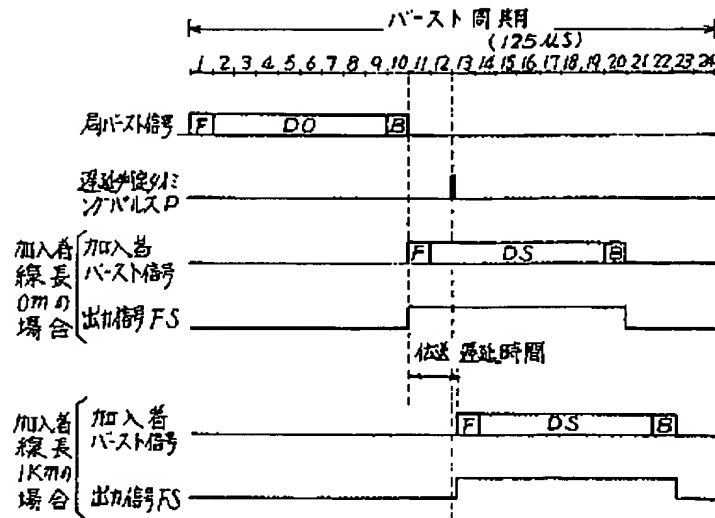 バースト周期
(125μS)
1 2 3 4 5 6 7 8 9 10 11 12 13 14 15 16 17 18 19 20 21 22 23 24
局バースト信号
F DO B
遅延判定タイミ
ングパルスP
加入者
線長
0mの
場合
加入者
バースト信号
F DS B
出力信号FS
伝送遅延時間
加入者
線長
1Kmの
場合
加入者
バースト信号
F DS B
出力信号FS